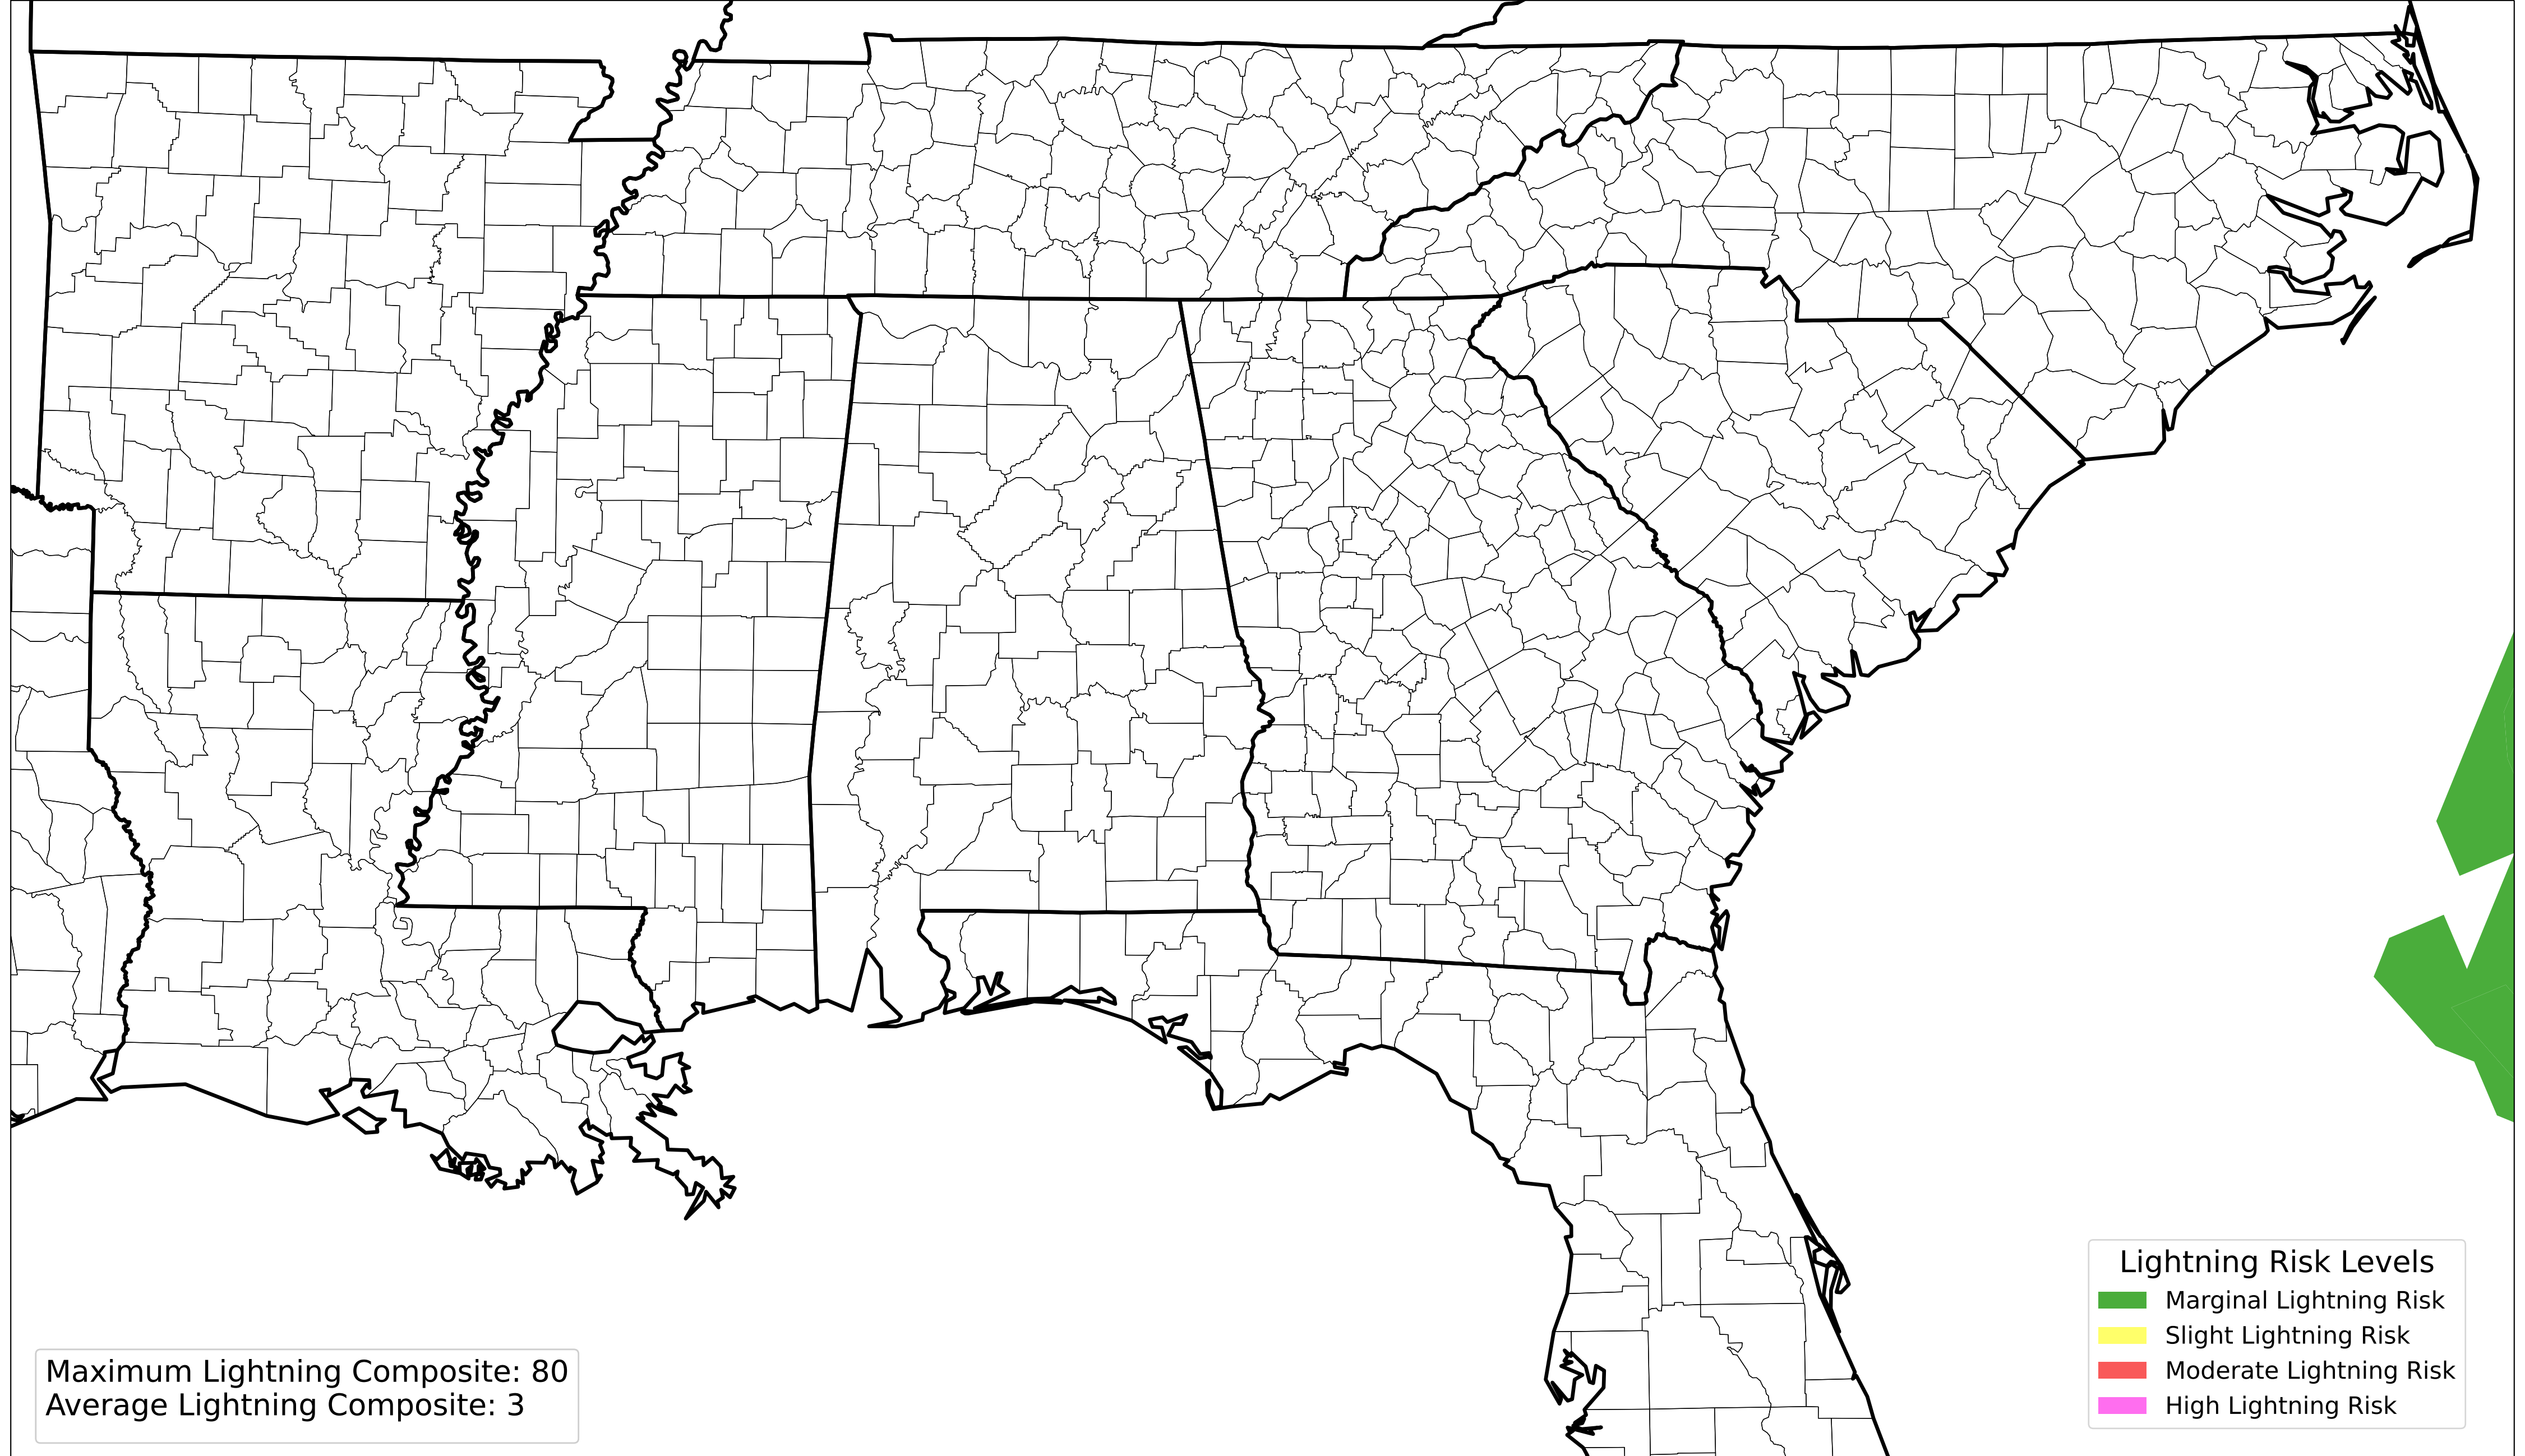 Maximum Lightning Composite: 80
Average Lightning Composite: 3
Lightning Risk Levels
Marginal Lightning Risk
Slight Lightning Risk
Moderate Lightning Risk
High Lightning Risk